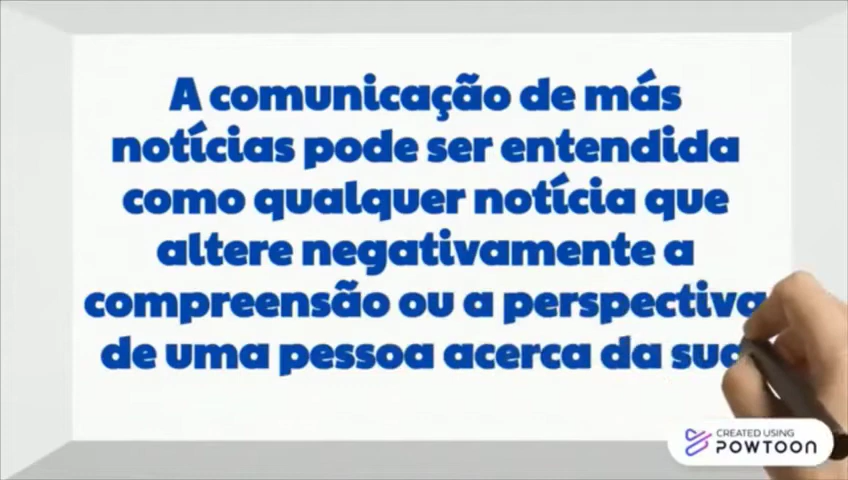 A comunicação de más
notícias pode ser entendida
como qualquer notícia que
altere negativamente a
compreensão ou a perspectiva
de uma pessoa acerca da sua
CREATED USING
POWTOON